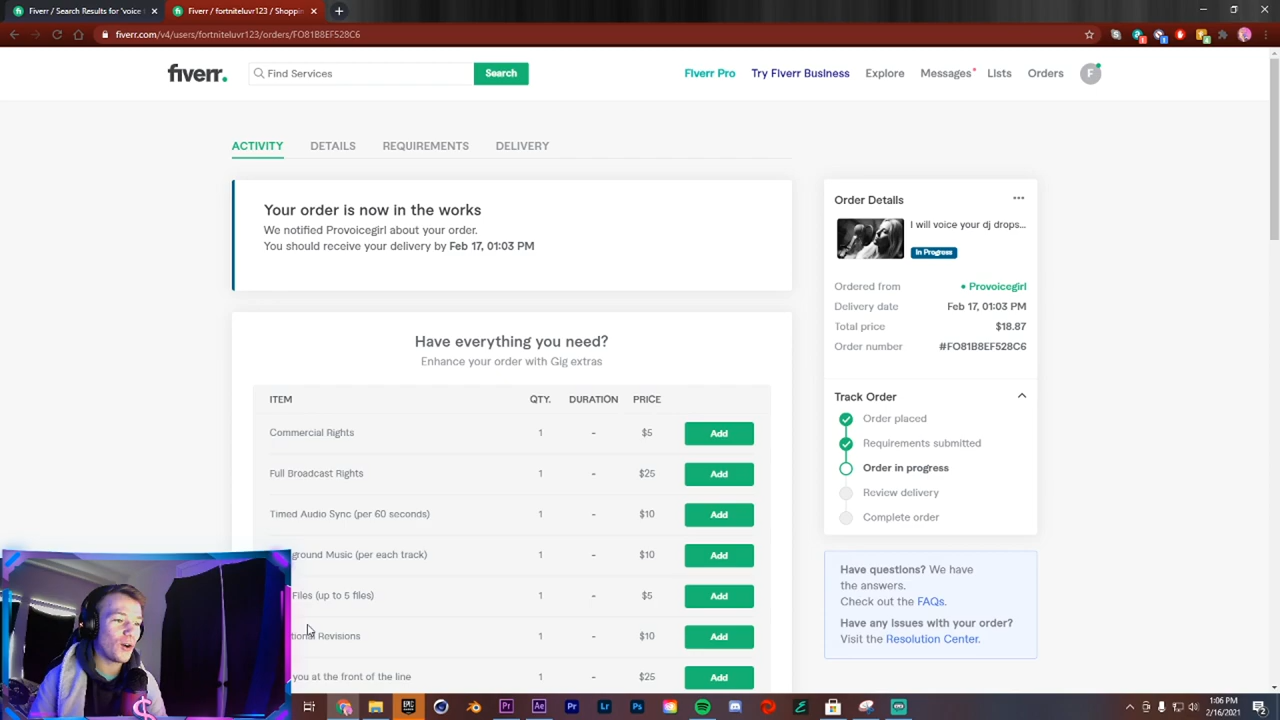 Fiverr / Search Results for 'voice
Fiverr / fortniteluvr123 / Shoppin
fiverr.com/v4/users/fortniteluvr123/orders/FO81B8EF528C6
fiverr.
Find Services
Search
Fiverr Pro
Try Fiverr Business
Explore
Messages
Lists
Orders
F
ACTIVITY
DETAILS
REQUIREMENTS
DELIVERY
Your order is now in the works
We notified Provoicegirl about your order.
You should receive your delivery by Feb 17, 01:03 PM
Have everything you need?
Enhance your order with Gig extras
ITEM QTY. DURATION PRICE
Commercial Rights 1 - $5 Add
Full Broadcast Rights 1 - $25 Add
Timed Audio Sync (per 60 seconds) 1 - $10 Add
ground Music (per each track) 1 - $10 Add
Files (up to 5 files) 1 - $5 Add
tional Revisions 1 - $10 Add
you at the front of the line 1 - $25 Add
Order Details
I will voice your dj drops...
In Progress
Ordered from Provoicegirl
Delivery date Feb 17, 01:03 PM
Total price $18.87
Order number #FO81B8EF528C6
Track Order
Order placed
Requirements submitted
Order in progress
Review delivery
Complete order
Have questions? We have
the answers.
Check out the FAQs.
Have any issues with your order?
Visit the Resolution Center.
1:06 PM
2/16/2021